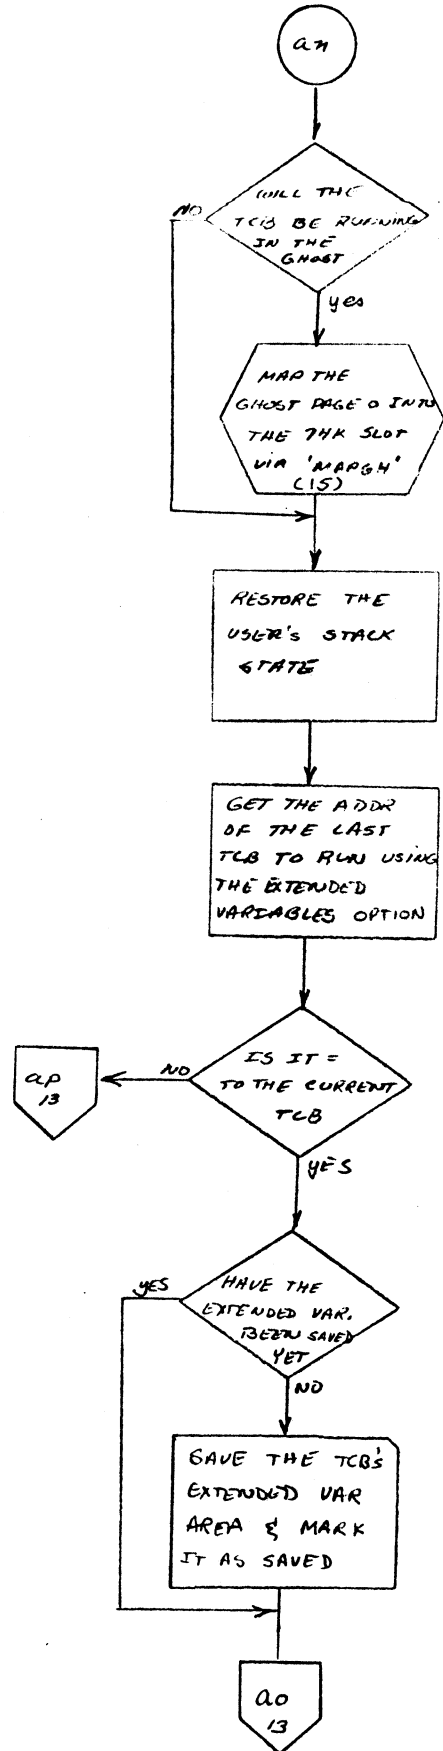 an
WILL THE
NO
TCB BE RUNNING
IN THE
GHOST
yes
MAP THE
GHOST PAGE 0 INTO
THE 74K SLOT
VIA 'MAPGH'
(15)
RESTORE THE
USER'S STACK
STATE
GET THE ADDR
OF THE LAST
TCB TO RUN USING
THE EXTENDED
VARIABLES OPTION
IS IT =
TO THE CURRENT
TCB
NO
ap
13
YES
HAVE THE
EXTENDED VAR.
BEEN SAVED
YET
YES
NO
SAVE THE TCB'S
EXTENDED VAR
AREA & MARK
IT AS SAVED
ao
13